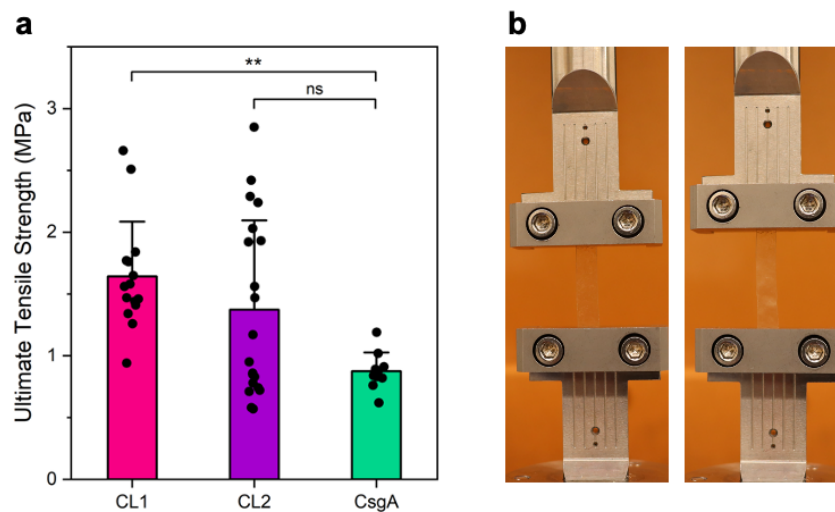 a
b
**
ns
Ultimate Tensile Strength (MPa)
3
2
1
0
CL1 CL2 CsgA